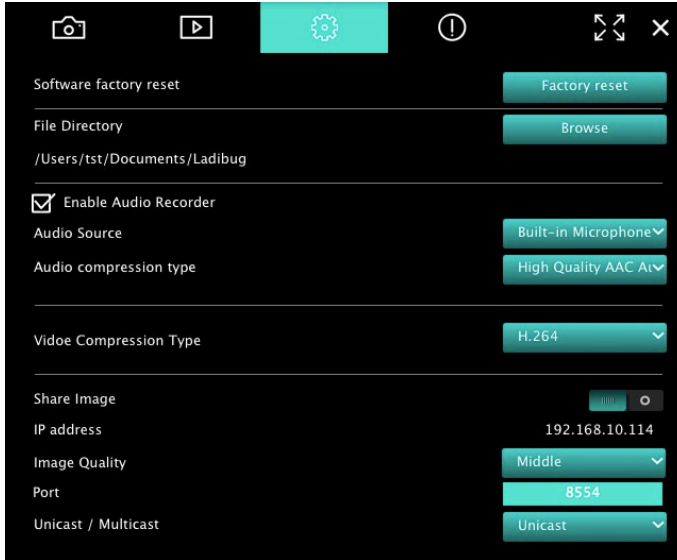 Software factory reset Factory reset
File Directory Browse
/Users/tst/Documents/Ladibug
Enable Audio Recorder
Audio Source Built-in Microphone
Audio compression type High Quality AAC Au
Vidoe Compression Type H.264
Share Image
IP address 192.168.10.114
Image Quality Middle
Port 8554
Unicast / Multicast Unicast